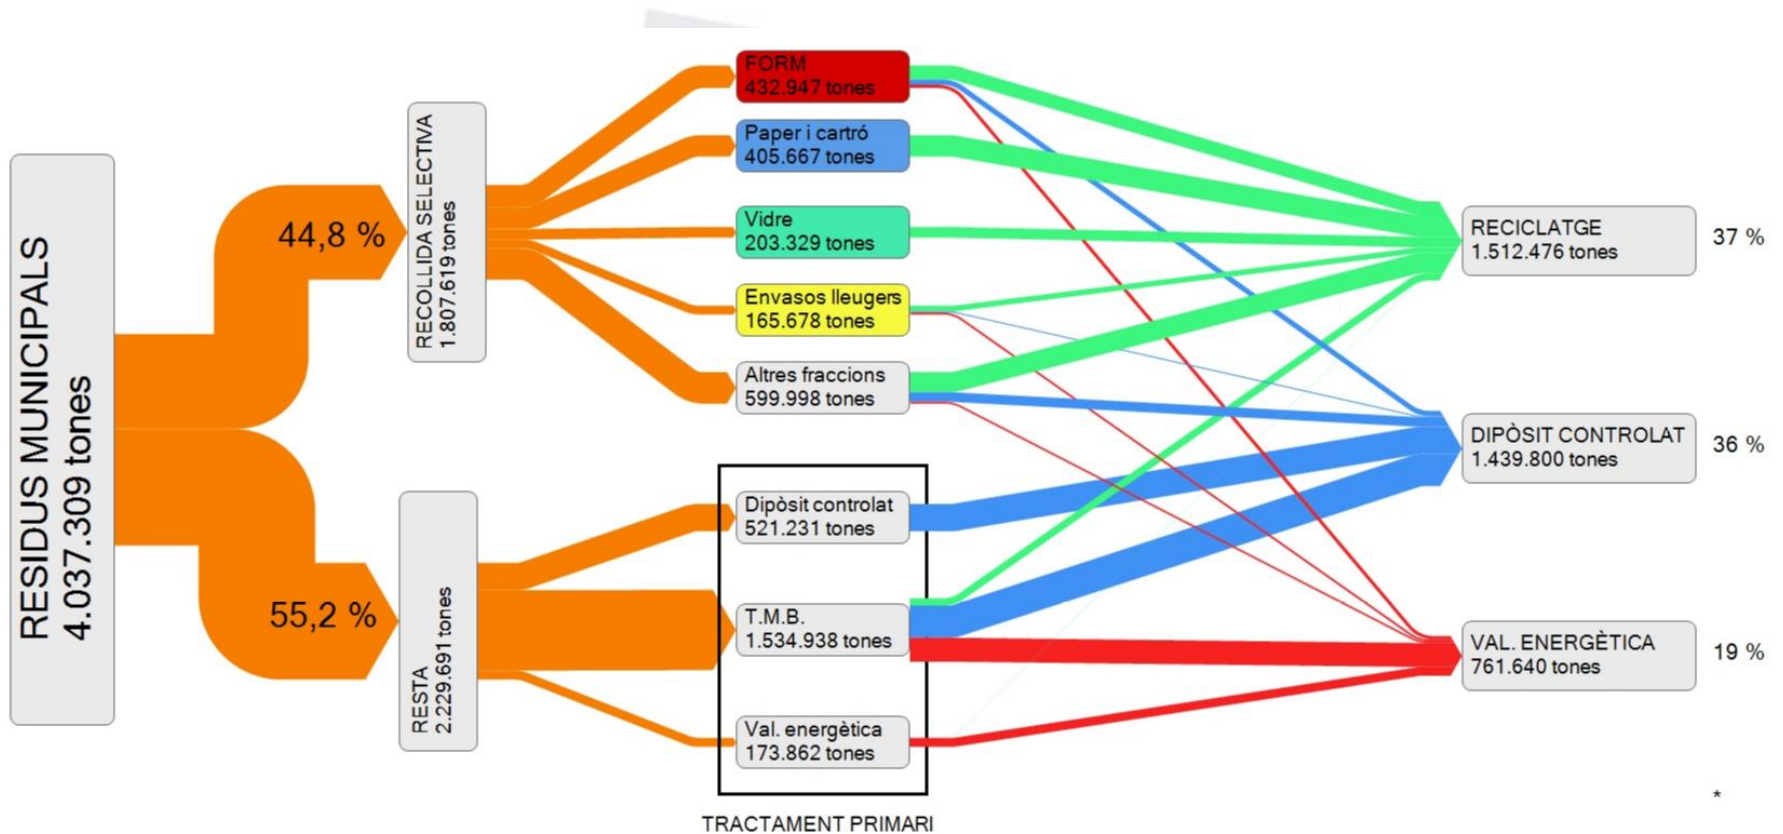 RESIDUS MUNICIPALS
4.037.309 tones
44,8 %
55,2 %
RECOLLIDA SELECTIVA
1.807.619 tones
RESTA
2.229.691 tones
FORM
432.947 tones
Paper i cartró
405.667 tones
Vidre
203.329 tones
Envasos lleugers
165.678 tones
Altres fraccions
599.998 tones
Dipòsit controlat
521.231 tones
T.M.B.
1.534.938 tones
Val. energètica
173.862 tones
TRACTAMENT PRIMARI
RECICLATGE
1.512.476 tones
37 %
DIPÒSIT CONTROLAT
1.439.800 tones
36 %
VAL. ENERGÈTICA
761.640 tones
19 %
*